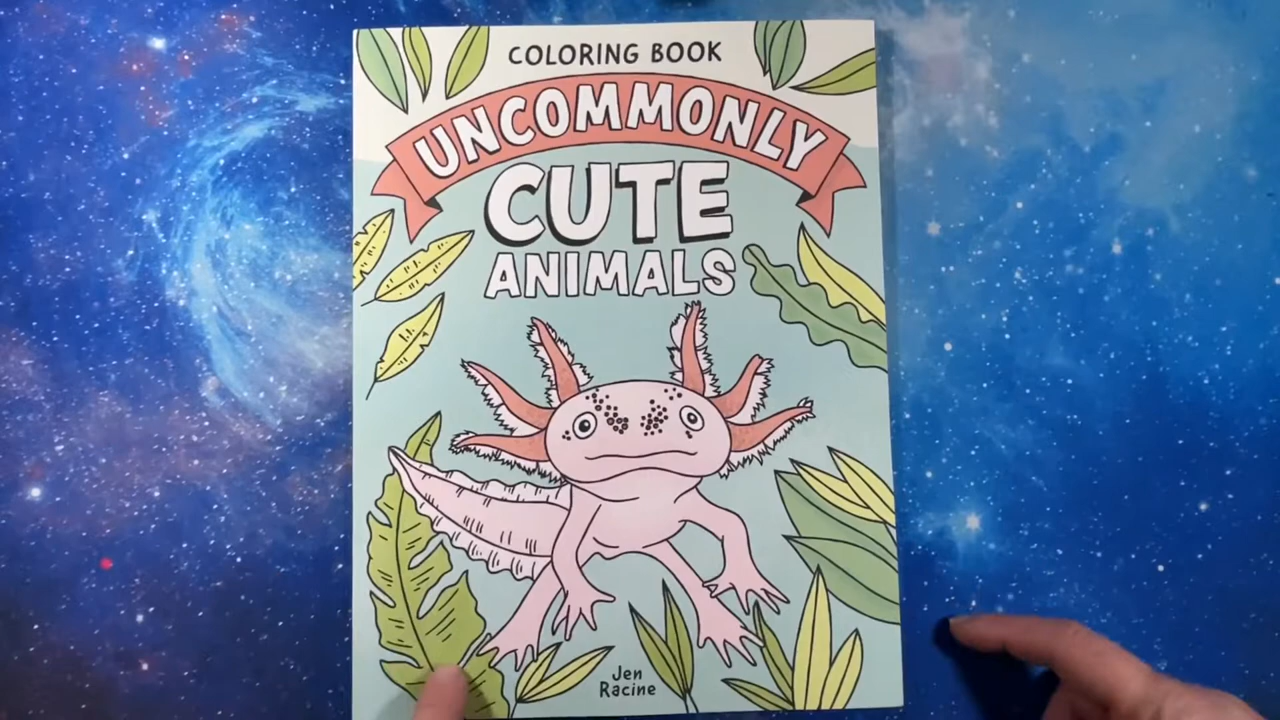 COLORING BOOK
UNCOMMONLY
CUTE
ANIMALS
Jen
Racine